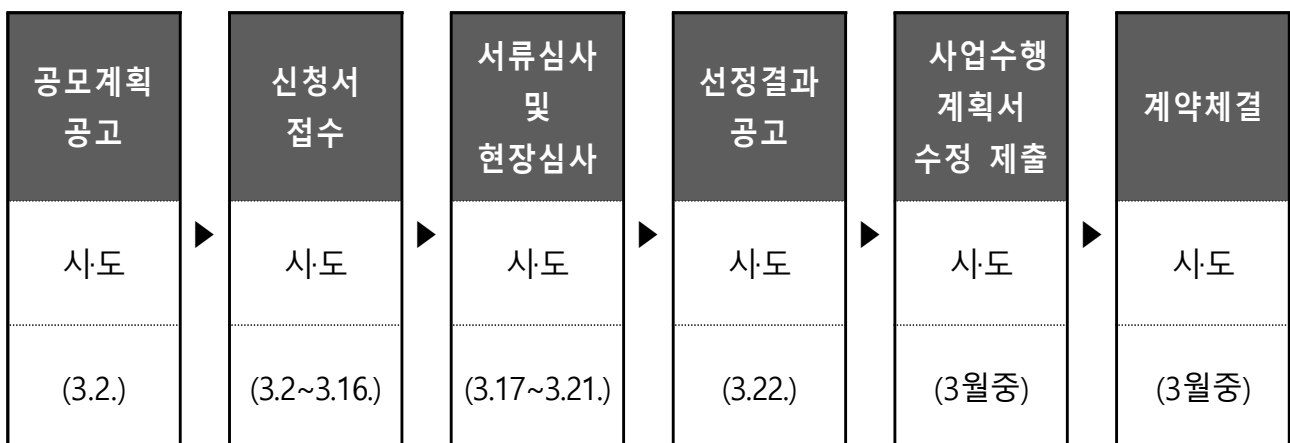 공모계획
공고
시·도
(3.2.)
▶
신청서
접수
시·도
(3.2~3.16.)
▶
서류심사
및
현장심사
시·도
(3.17~3.21.)
▶
선정결과
공고
시·도
(3.22.)
▶
사업수행
계획서
수정 제출
시·도
(3월중)
▶
계약체결
시·도
(3월중)